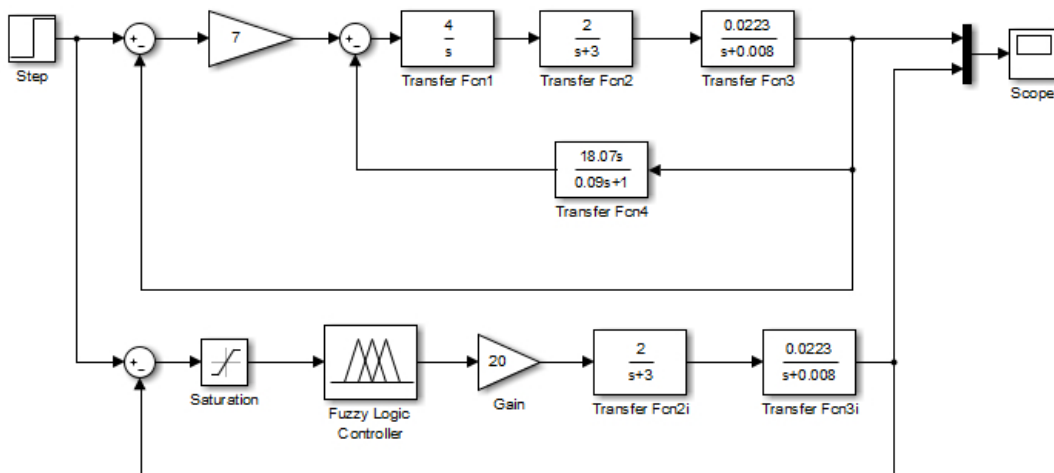 Step
+
-
7
+
-
4
s
Transfer Fcn1
2
s+3
Transfer Fcn2
0.0223
s+0.008
Transfer Fcn3
Scope
18.07s
0.09s+1
Transfer Fcn4
+
-
Saturation
Fuzzy Logic
Controller
20
Gain
2
s+3
Transfer Fcn2i
0.0223
s+0.008
Transfer Fcn3i